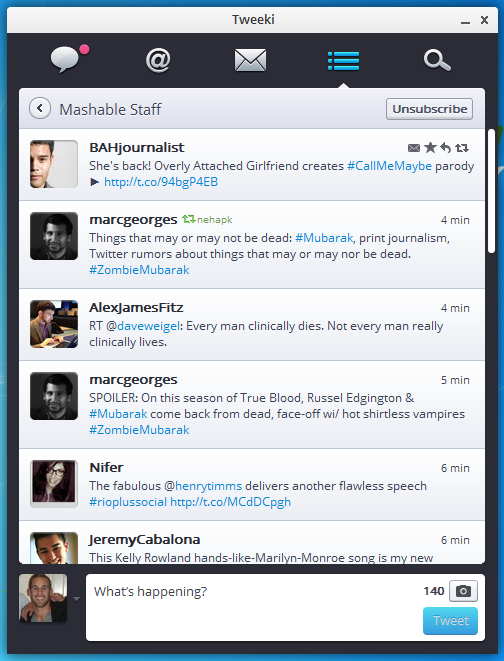 Tweeki
@
Mashable Staff
Unsubscribe
BAHjournalist
She's back! Overly Attached Girlfriend creates #CallMeMaybe parody
► http://t.co/94bgP4EB
marcgeorges nehapk 4 min
Things that may or may not be dead: #Mubarak, print journalism,
Twitter rumors about things that may or may nor be dead.
#ZombieMubarak
AlexJamesFitz 4 min
RT @daveweigel: Every man clinically dies. Not every man really
clinically lives.
marcgeorges 5 min
SPOILER: On this season of True Blood, Russel Edgington &
#Mubarak come back from dead, face-off w/ hot shirtless vampires
#ZombieMubarak
Nifer 6 min
The fabulous @henrytimms delivers another flawless speech
#rioplussocial http://t.co/MCdDCpgh
JeremyCabalona 6 min
This Kelly Rowland hands-like-Marilyn-Monroe song is my new
What's happening? 140
Tweet